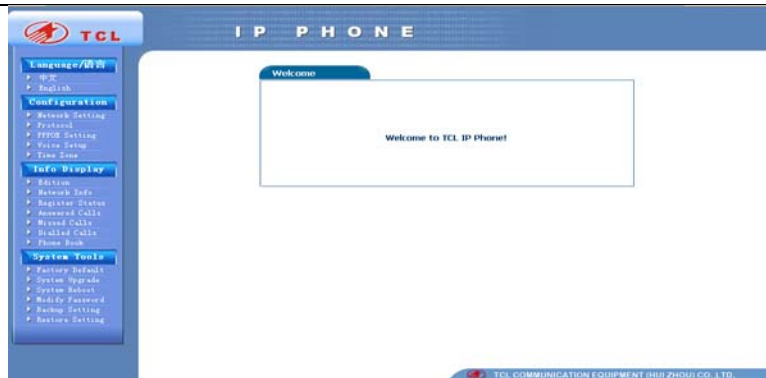 TCL
IP PHONE
Language/语言
中文
English
Configuration
Network Setting
Protocol
PPPOE Setting
Voice Setup
Time Zone
Info Display
Edition
Network Info
Register Status
Answered Calls
Missed Calls
Dialled Calls
Phone Book
System Tools
Factory Default
System Upgrade
System Reboot
Modify Password
Backup Setting
Restore Setting
Welcome
Welcome to TCL IP Phone!
TCL COMMUNICATION EQUIPMENT (HUI ZHOU) CO. LTD.